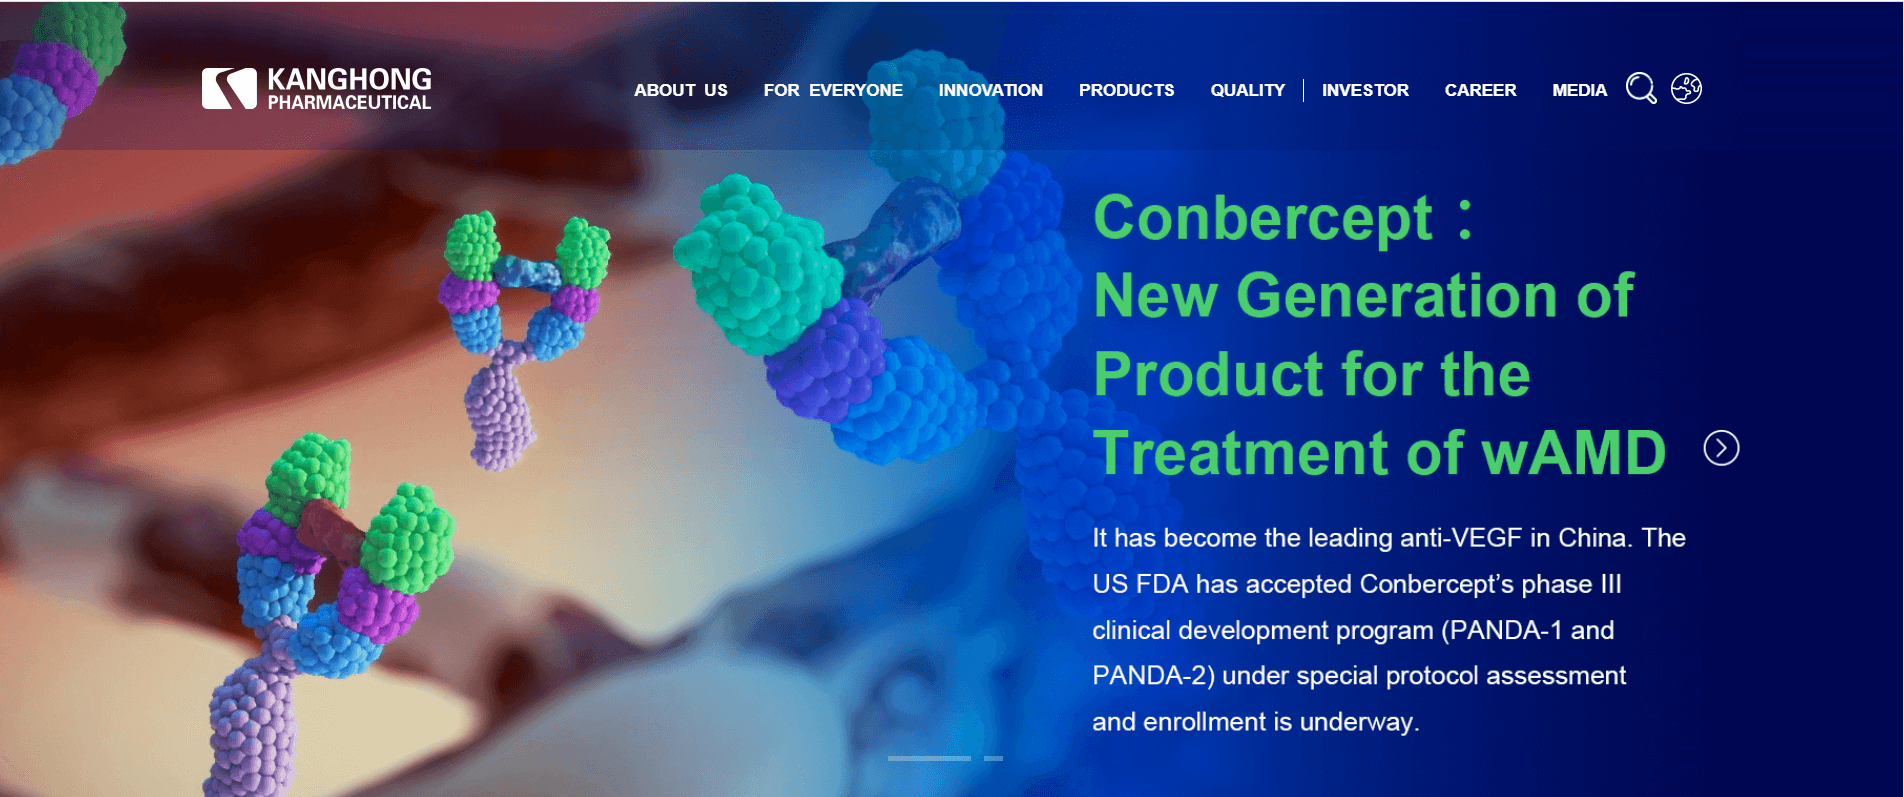 KANGHONG
PHARMACEUTICAL
ABOUT US FOR EVERYONE INNOVATION PRODUCTS QUALITY INVESTOR CAREER MEDIA
Conbercept：
New Generation of
Product for the
Treatment of wAMD
It has become the leading anti-VEGF in China. The
US FDA has accepted Conbercept’s phase III
clinical development program (PANDA-1 and
PANDA-2) under special protocol assessment
and enrollment is underway.